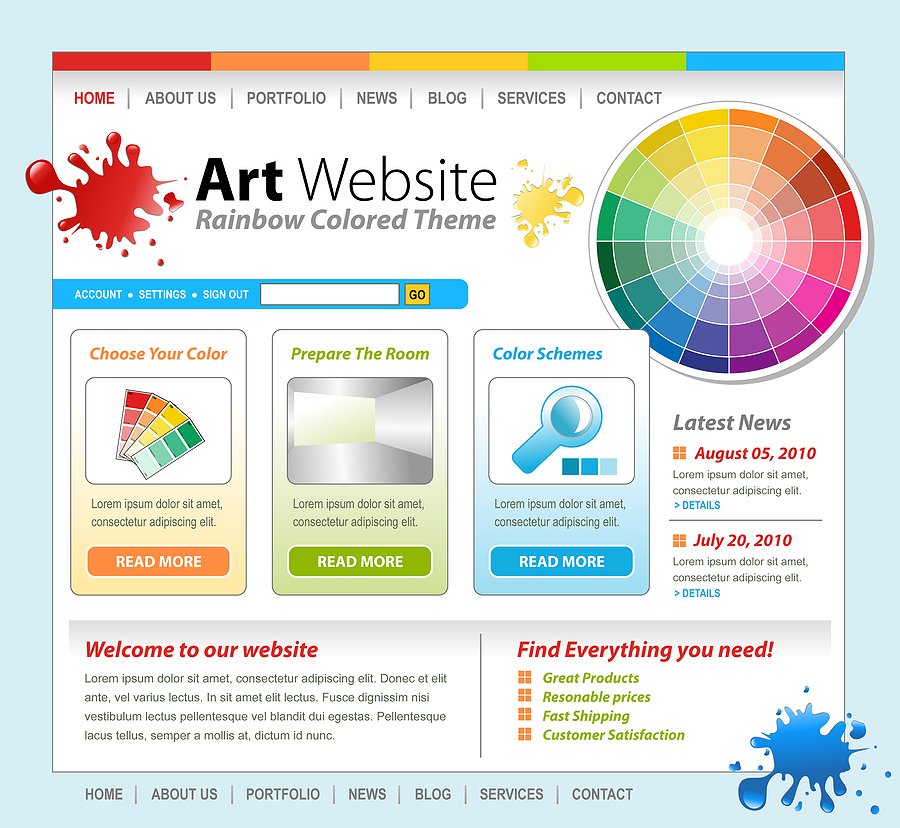 HOME | ABOUT US | PORTFOLIO | NEWS | BLOG | SERVICES | CONTACT
Art Website
Rainbow Colored Theme
ACCOUNT • SETTINGS • SIGN OUT GO
Choose Your Color
Lorem ipsum dolor sit amet,
consectetur adipiscing elit.
READ MORE
Prepare The Room
Lorem ipsum dolor sit amet,
consectetur adipiscing elit.
READ MORE
Color Schemes
Lorem ipsum dolor sit amet,
consectetur adipiscing elit.
READ MORE
Latest News
August 05, 2010
Lorem ipsum dolor sit amet,
consectetur adipiscing elit.
> DETAILS
July 20, 2010
Lorem ipsum dolor sit amet,
consectetur adipiscing elit.
> DETAILS
Welcome to our website
Lorem ipsum dolor sit amet, consectetur adipiscing elit. Donec et elit
ante, vel varius lectus. In sit amet elit lectus. Fusce dignissim nisi
lectus pellentesque vel blandit dui egestas. Pellentesque
lacus tellus, semper a mollis at, dictum id nunc.
Find Everything you need!
Great Products
Resonable prices
Fast Shipping
Customer Satisfaction
HOME | ABOUT US | PORTFOLIO | NEWS | BLOG | SERVICES | CONTACT